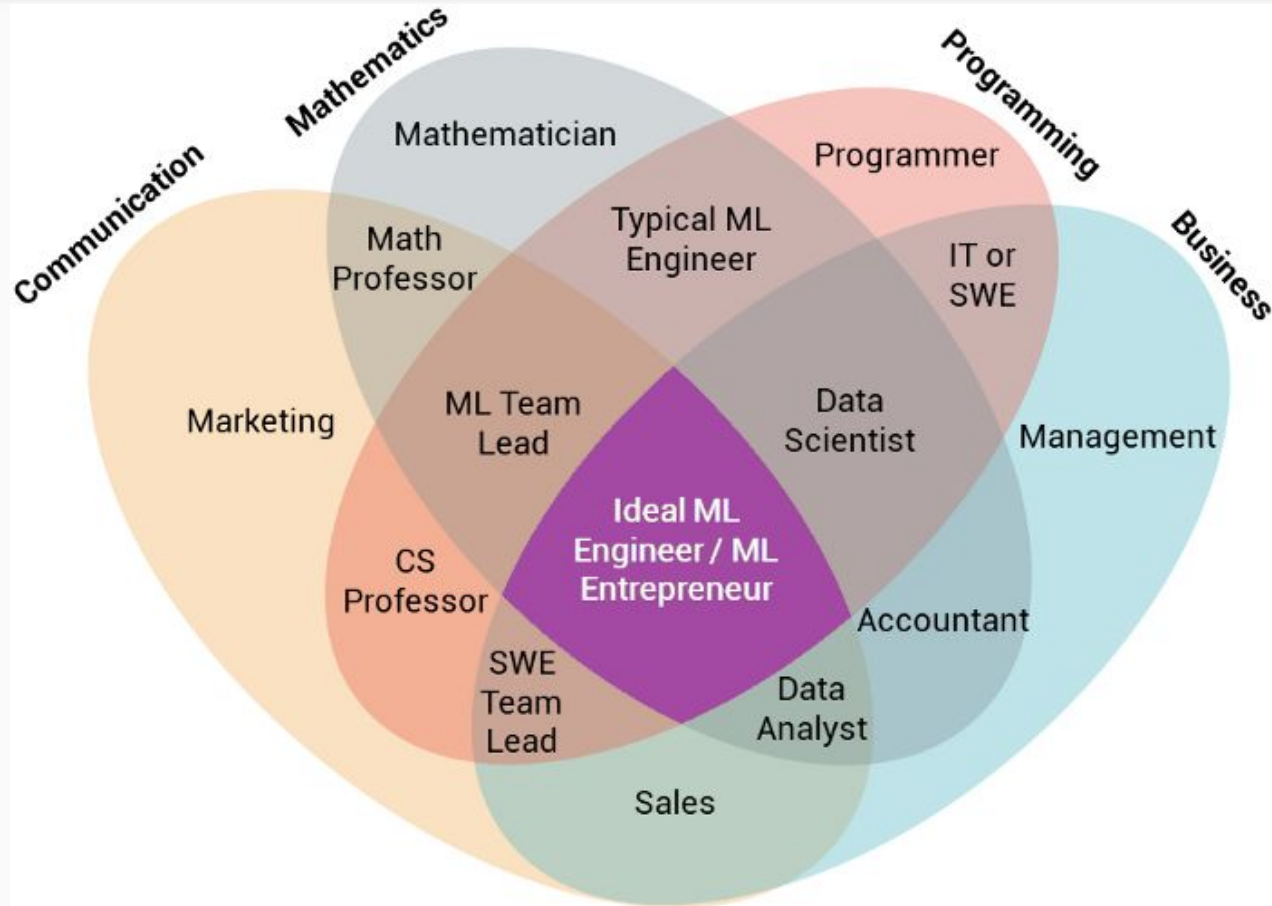 Communication
Mathematics
Programming
Business
Mathematician
Programmer
Math
Professor
Typical ML
Engineer
IT or
SWE
Marketing
ML Team
Lead
Data
Scientist
Management
Ideal ML
Engineer / ML
Entrepreneur
CS
Professor
Accountant
SWE
Team
Lead
Data
Analyst
Sales